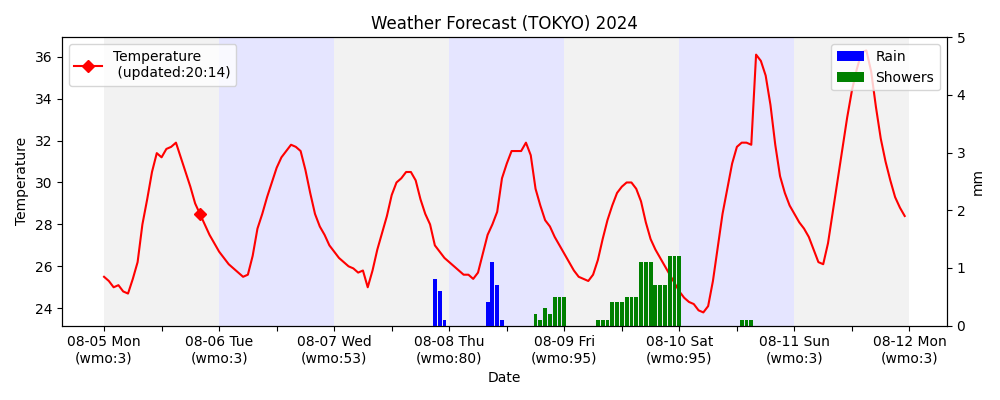 Weather Forecast (TOKYO) 2024
Temperature
(updated:20:14)
Rain
Showers
36
34
32
30
28
26
24
Temperature
5
4
3
2
1
0
mm
08-05 Mon
(wmo:3)
08-06 Tue
(wmo:3)
08-07 Wed
(wmo:53)
08-08 Thu
(wmo:80)
08-09 Fri
(wmo:95)
08-10 Sat
(wmo:95)
08-11 Sun
(wmo:3)
08-12 Mon
(wmo:3)
Date